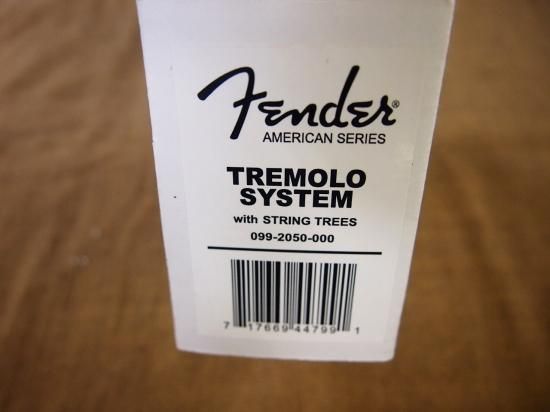 Fender®
AMERICAN SERIES
TREMOLO
SYSTEM
with STRING TREES
099-2050-000
7 17669 44799 1